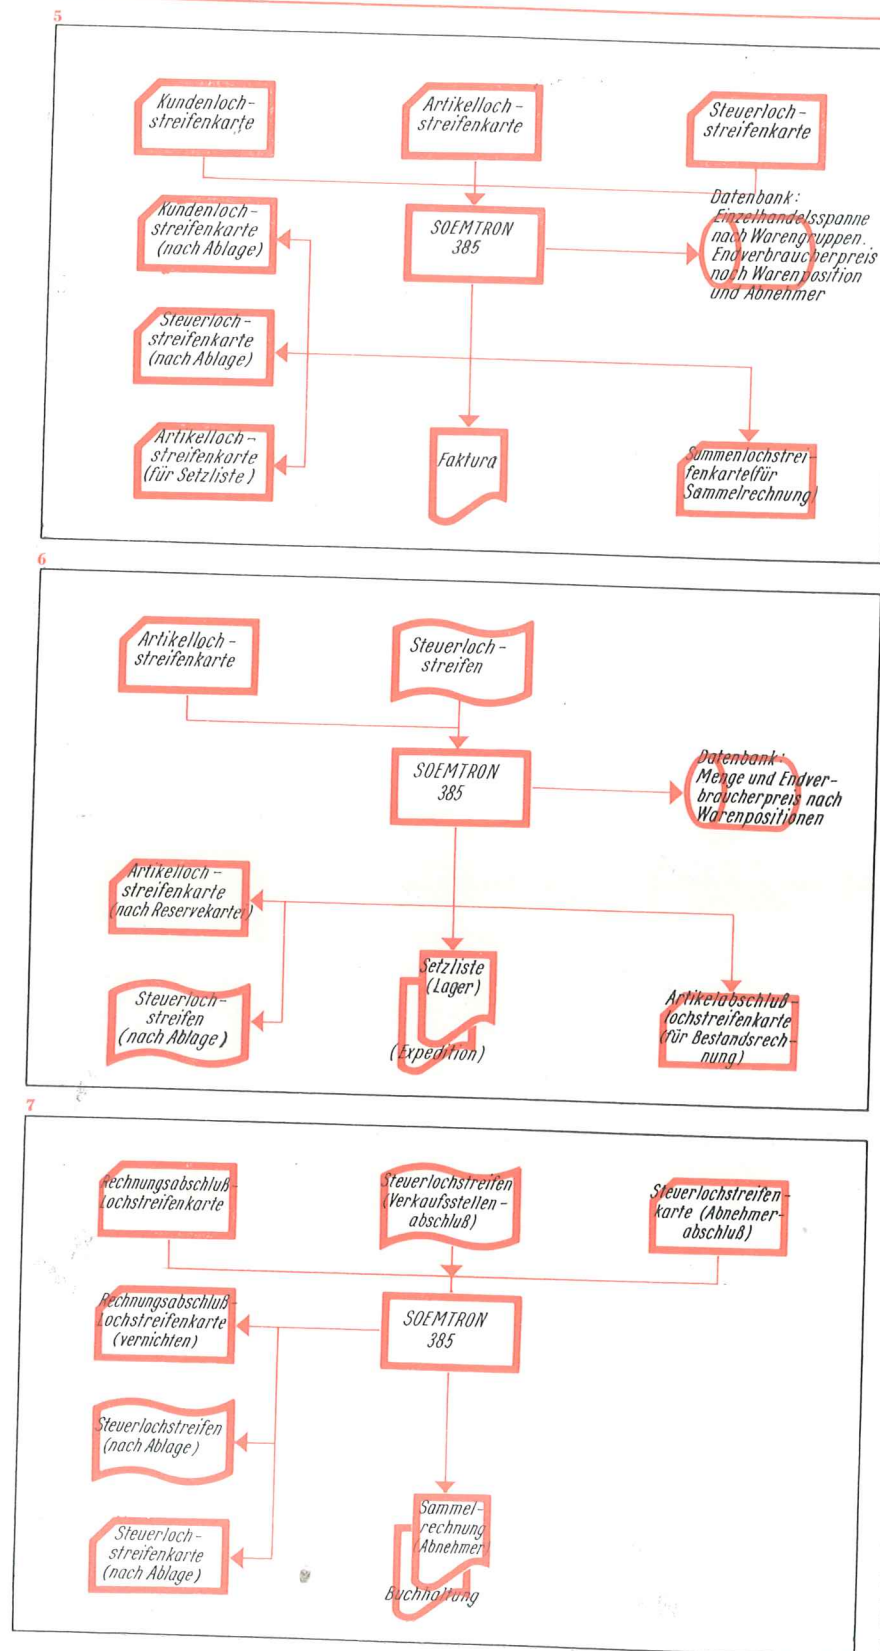 5
Kundenloch-
streifenkarte
Artikelloch-
streifenkarte
Steuerloch-
streifenkarte
Kundenloch-
streifenkarte
(nach Ablage)
SOEMTRON
385
Datenbank:
Einzelhandelsspanne
nach Warengruppen.
Endverbraucherpreis
nach Warenposition
und Abnehmer
Steuerloch-
streifenkarte
(nach Ablage)
Artikelloch-
streifenkarte
(für Setzliste)
Faktura
Summenlochstrei-
fenkarte(für
Sammelrechnung)
6
Artikelloch-
streifenkarte
Steuerloch-
streifen
SOEMTRON
385
Datenbank:
Menge und Endver-
braucherpreis nach
Warenpositionen
Artikelloch-
streifenkarte
(nach Reservekartei)
Steuerloch-
streifen
(nach Ablage)
Setzliste
(Lager)
(Expedition)
Artikelabschluß-
lochstreifenkarte
(für Bestandsrech-
nung)
7
Rechnungsabschluß-
Lochstreifenkarte
Steuerlochstreifen
(Verkaufsstellen-
abschluß)
Steuerlochstreifen-
karte (Abnehmer-
abschluß)
Rechnungsabschluß-
Lochstreifenkarte
(vernichten)
SOEMTRON
385
Steuerlochstreifen
(nach Ablage)
Steuerloch-
streifenkarte
(nach Ablage)
Sammel-
rechnung
(Abnehmer)
Buchhaltung